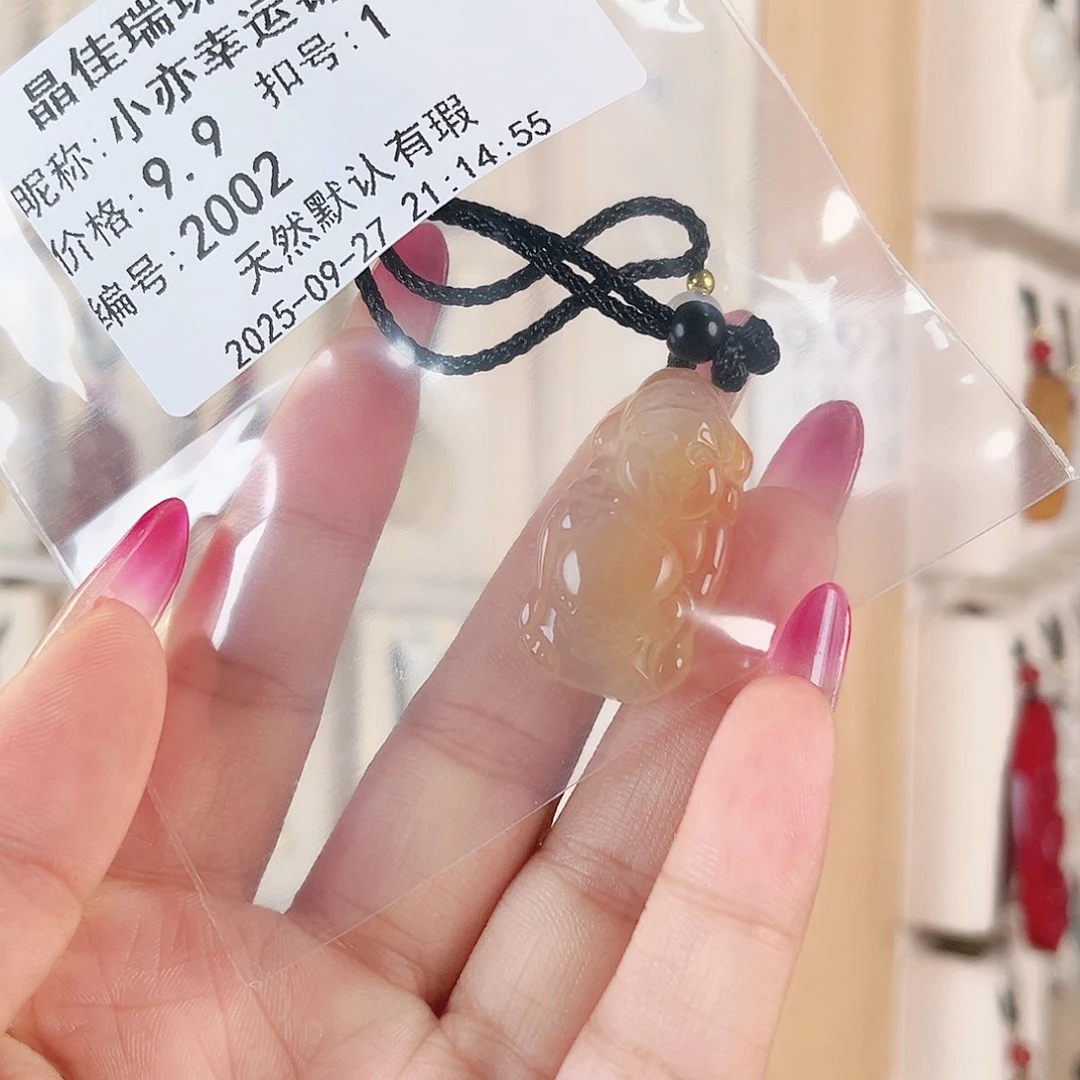 晶佳瑞珠
昵称:小亦幸运
价格:9.9 扣号:1
编号:2002
天然默认有瑕
2025-09-27 21:14:55